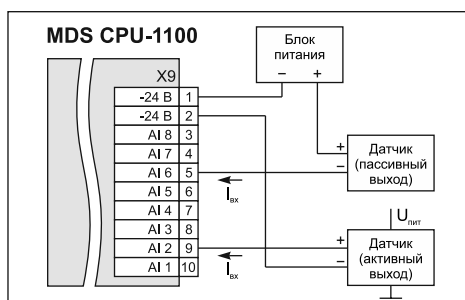 MDS CPU-1100
Блок
питания
– +
X9
-24 В 1
-24 В 2
AI 8 3
AI 7 4
AI 6 5
AI 5 6
AI 4 7
AI 3 8
AI 2 9
AI 1 10
Iвх
Iвх
+
–
Датчик
(пассивный
выход)
Uпит
+
–
Датчик
(активный
выход)